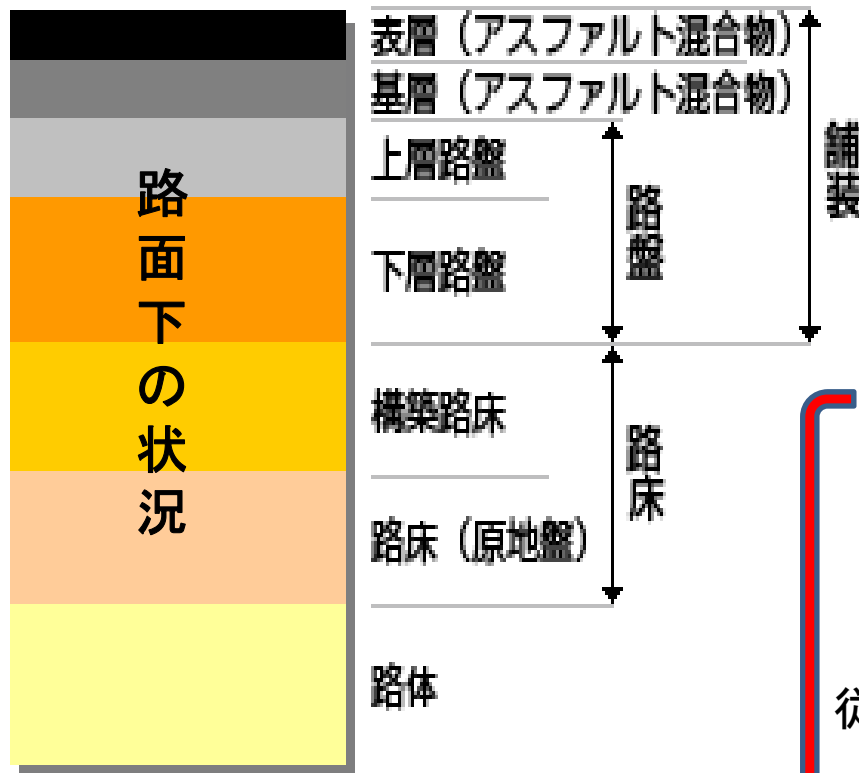 表層（アスファルト混合物）
基層（アスファルト混合物）
上層路盤
下層路盤
構築路床
路床（原地盤）
路体
路盤
路床
舗装
路面下の状況
従